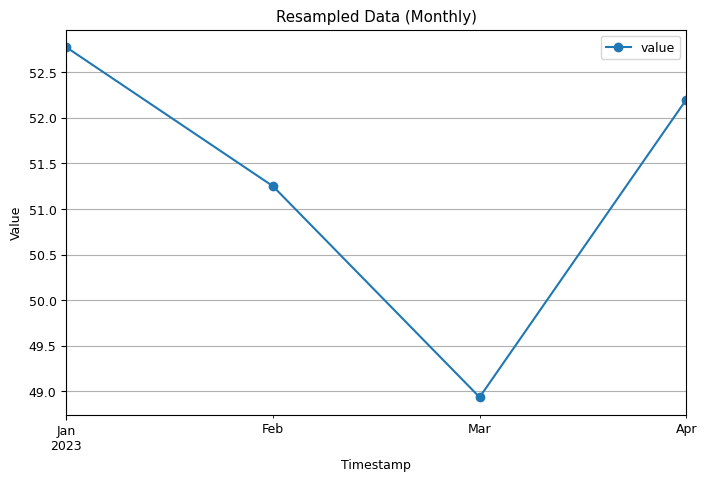 Resampled Data (Monthly)
value
52.5
52.0
51.5
51.0
50.5
50.0
49.5
49.0
Value
Jan
2023
Feb
Mar
Apr
Timestamp